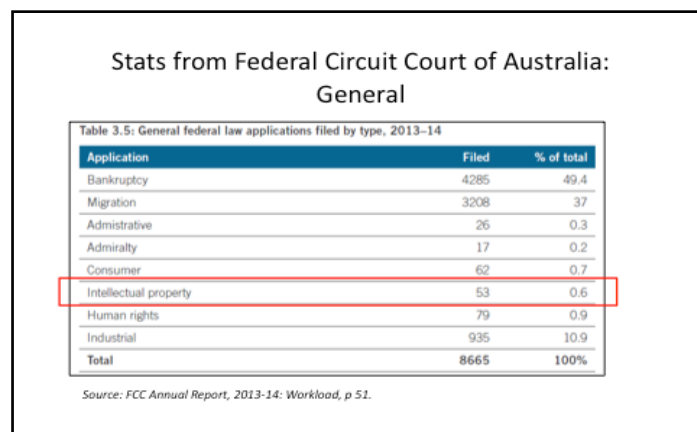 Stats from Federal Circuit Court of Australia:
General
Table 3.5: General federal law applications filed by type, 2013–14
Application Filed % of total
Bankruptcy 4285 49.4
Migration 3208 37
Admistrative 26 0.3
Admiralty 17 0.2
Consumer 62 0.7
Intellectual property 53 0.6
Human rights 79 0.9
Industrial 935 10.9
Total 8665 100%
Source: FCC Annual Report, 2013-14: Workload, p 51.